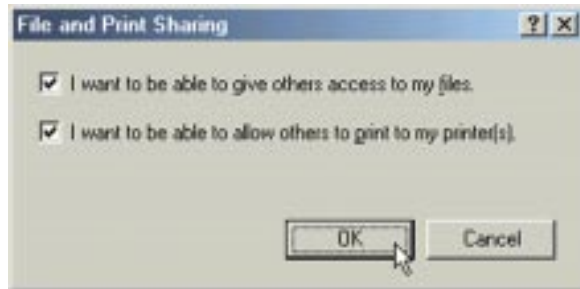 File and Print Sharing
I want to be able to give others access to my files.
I want to be able to allow others to print to my printer(s).
OK Cancel